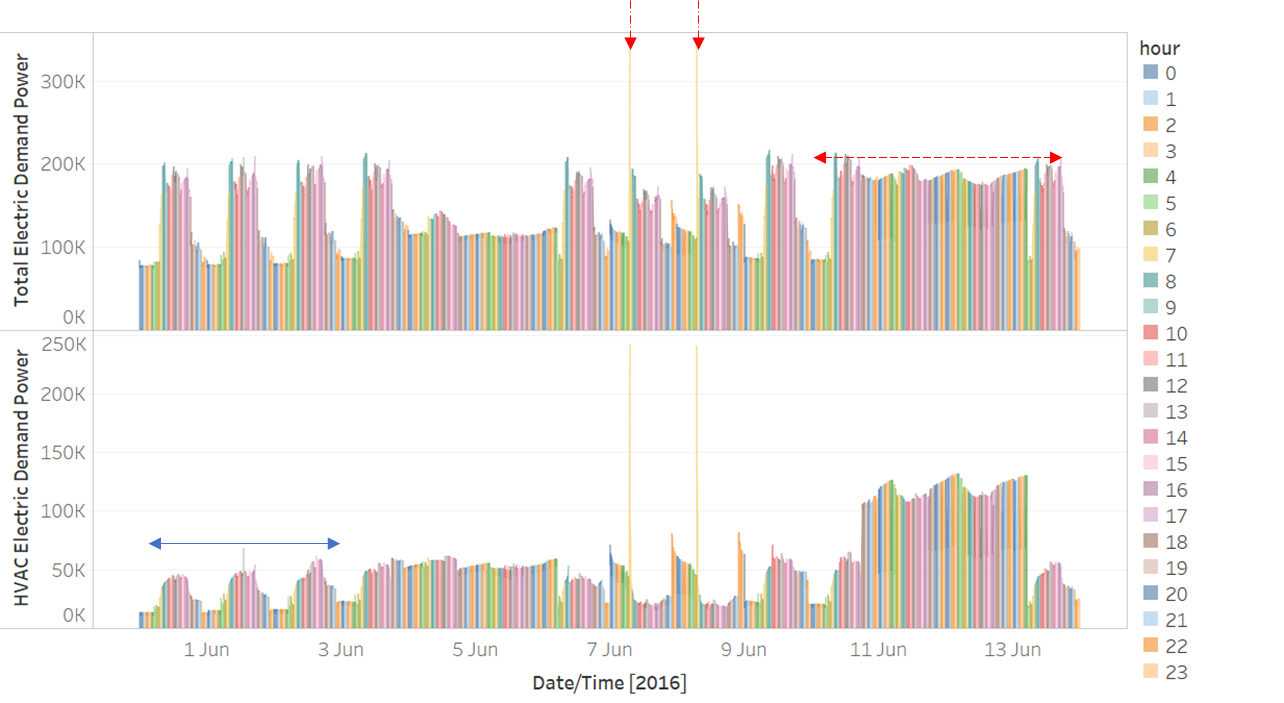 Total Electric Demand Power
300K
200K
100K
0K
HVAC Electric Demand Power
250K
200K
150K
100K
50K
0K
1 Jun
3 Jun
5 Jun
7 Jun
9 Jun
11 Jun
13 Jun
Date/Time [2016]
hour
0
1
2
3
4
5
6
7
8
9
10
11
12
13
14
15
16
17
18
19
20
21
22
23